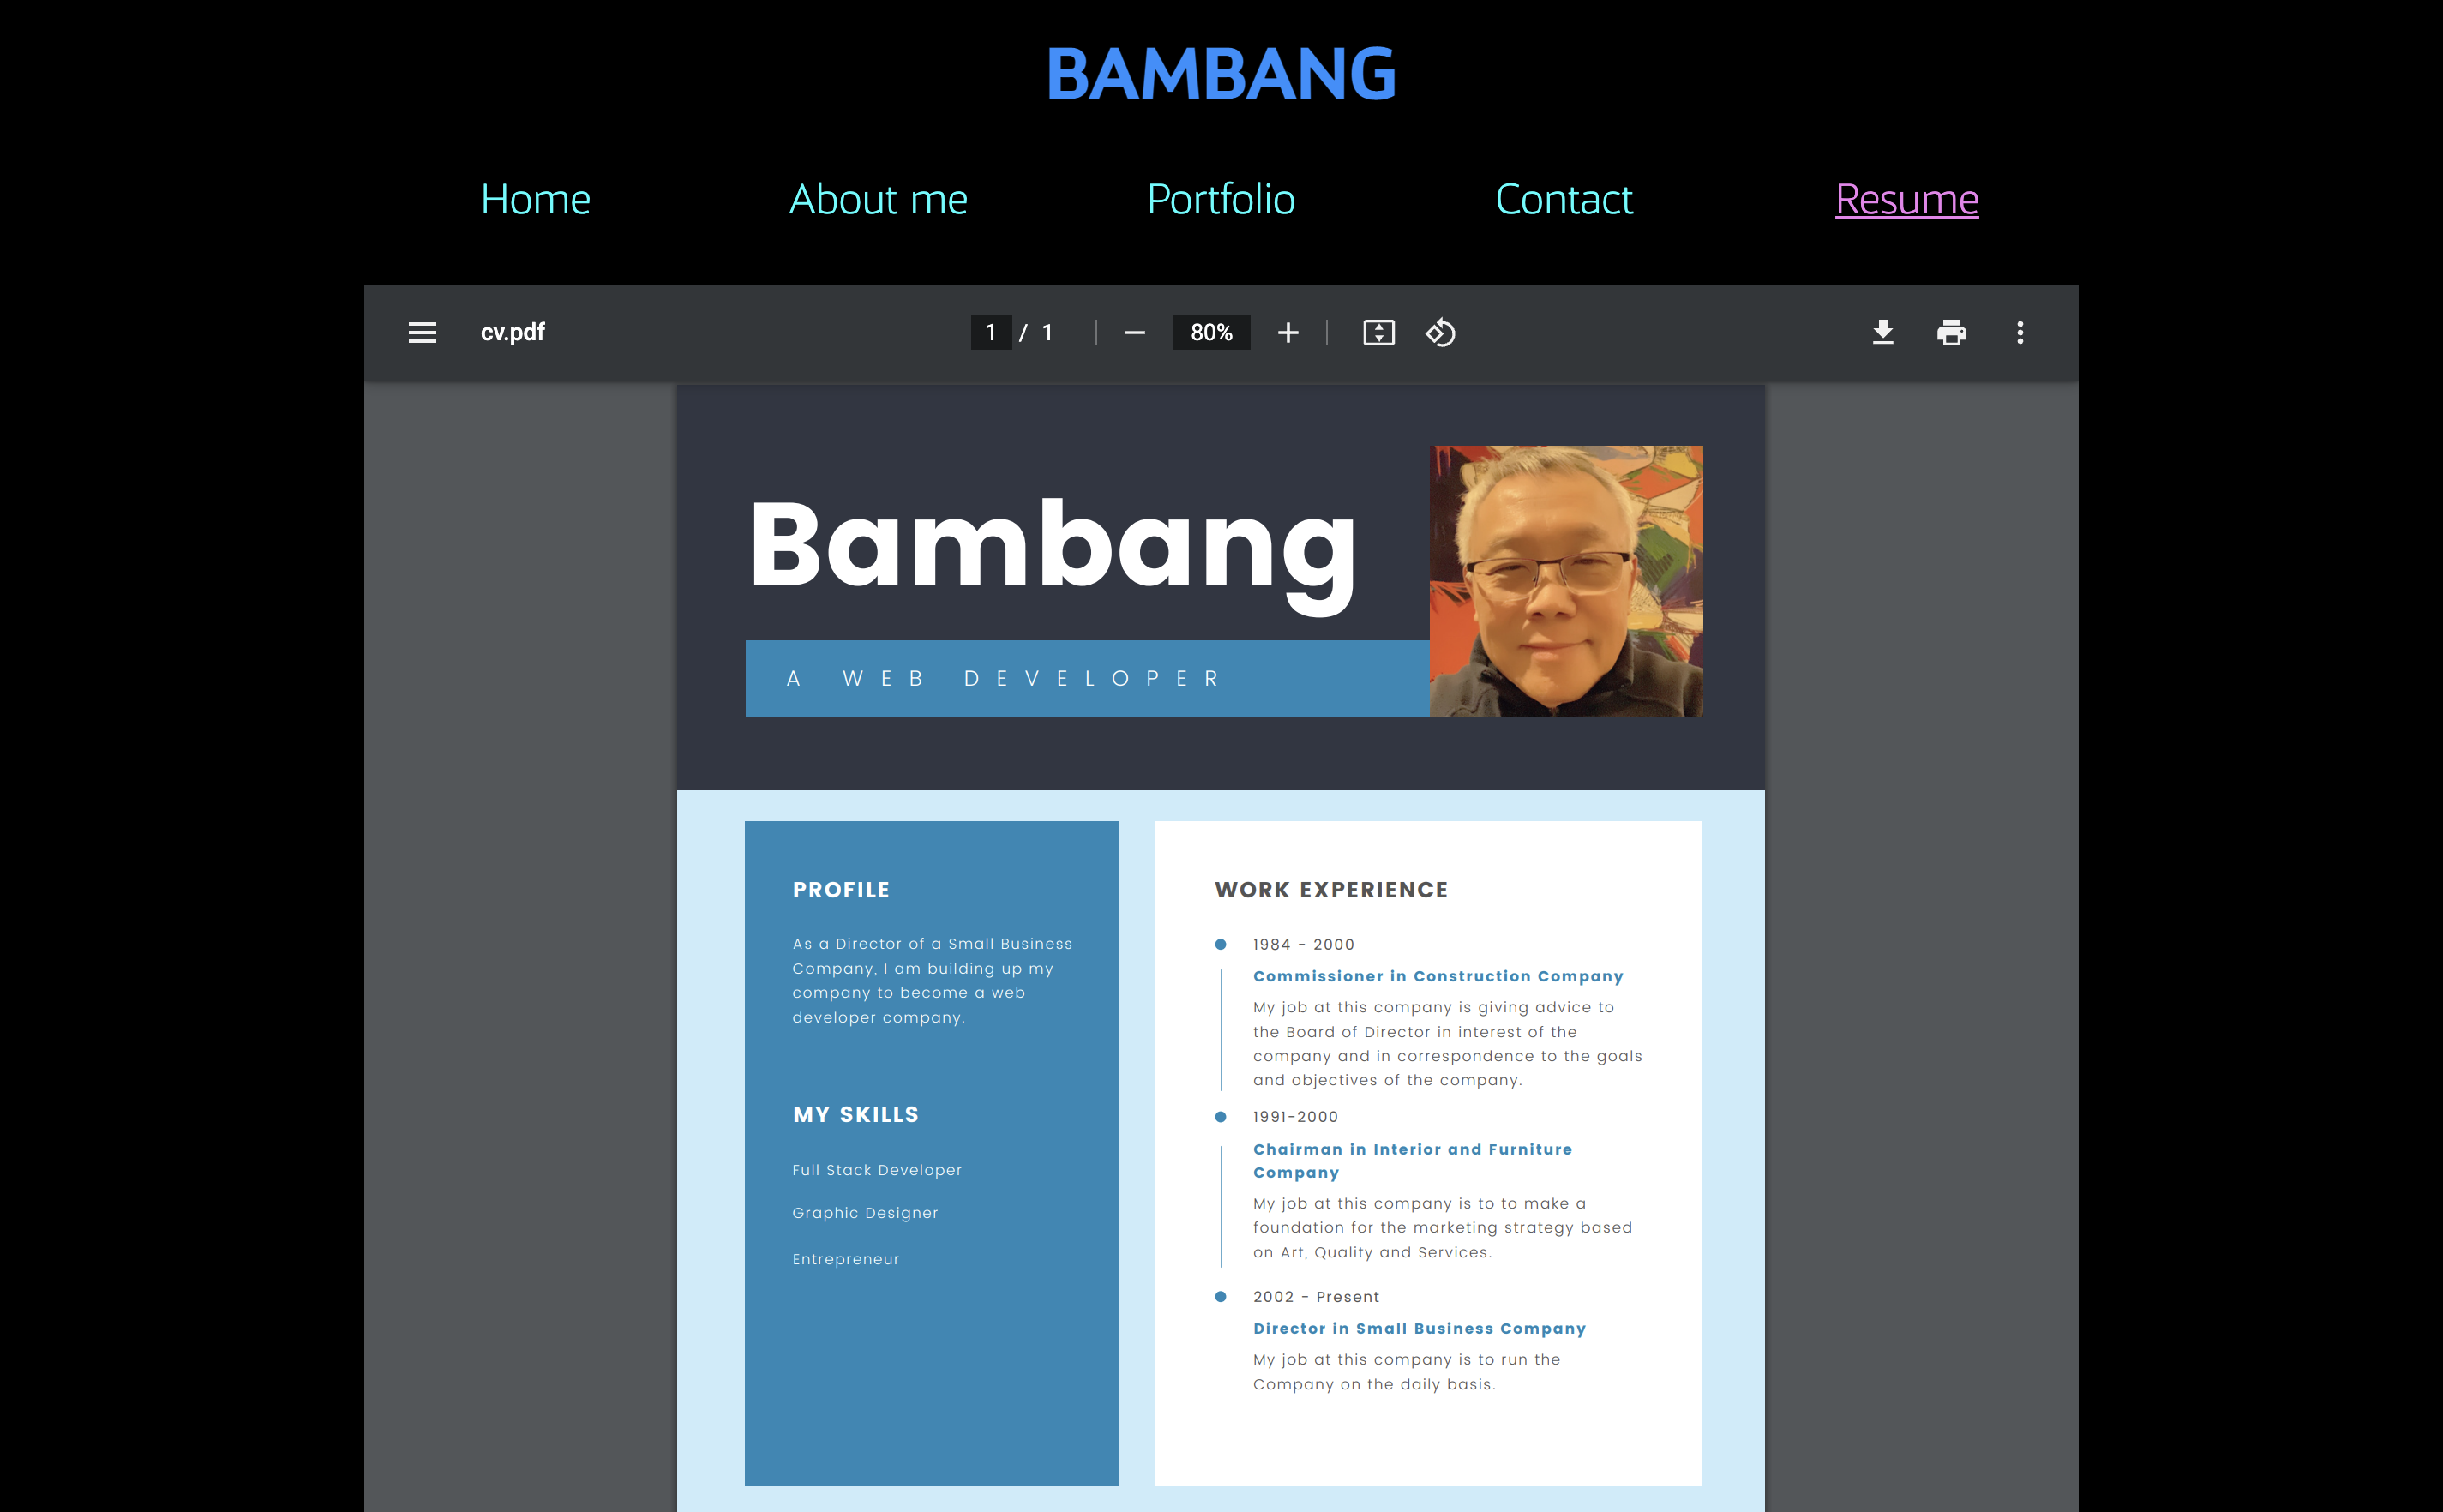 BAMBANG
Home About me Portfolio Contact Resume
cv.pdf 1 / 1 80%
Bambang
A WEB DEVELOPER
PROFILE
As a Director of a Small Business
Company, I am building up my
company to become a web
developer company.
MY SKILLS
Full Stack Developer
Graphic Designer
Entrepreneur
WORK EXPERIENCE
1984 - 2000
Commissioner in Construction Company
My job at this company is giving advice to
the Board of Director in interest of the
company and in correspondence to the goals
and objectives of the company.
1991-2000
Chairman in Interior and Furniture
Company
My job at this company is to to make a
foundation for the marketing strategy based
on Art, Quality and Services.
2002 - Present
Director in Small Business Company
My job at this company is to run the
Company on the daily basis.